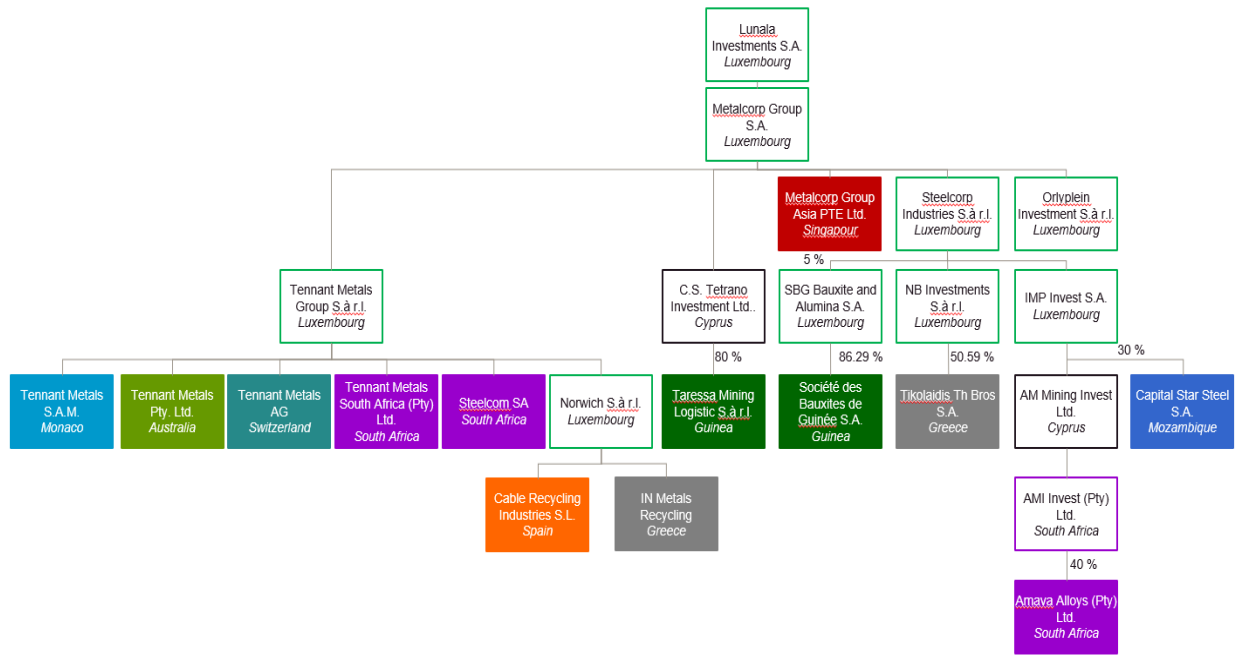 Lunala
Investments S.A.
Luxembourg
Metalcorp Group
S.A.
Luxembourg
Metalcorp Group
Asia PTE Ltd.
Singapour
Steelcorp
Industries S.à r.l.
Luxembourg
Orlyplein
Investment S.à r.l.
Luxembourg
5 %
Tennant Metals
Group S.à r.l.
Luxembourg
C.S. Tetrano
Investment Ltd..
Cyprus
SBG Bauxite and
Alumina S.A.
Luxembourg
NB Investments
S.à r.l.
Luxembourg
IMP Invest S.A.
Luxembourg
80 %
86.29 %
50.59 %
30 %
Tennant Metals
S.A.M.
Monaco
Tennant Metals
Pty. Ltd.
Australia
Tennant Metals
AG
Switzerland
Tennant Metals
South Africa (Pty)
Ltd.
South Africa
Steelcom SA
South Africa
Norwich S.à r.l.
Luxembourg
Taressa Mining
Logistic S.à r.l.
Guinea
Société des
Bauxites de
Guinée S.A.
Guinea
Tikolaidis Th Bros
S.A.
Greece
AM Mining Invest
Ltd.
Cyprus
Capital Star Steel
S.A.
Mozambique
Cable Recycling
Industries S.L.
Spain
IN Metals
Recycling
Greece
AMI Invest (Pty)
Ltd.
South Africa
40 %
Amava Alloys (Pty)
Ltd.
South Africa